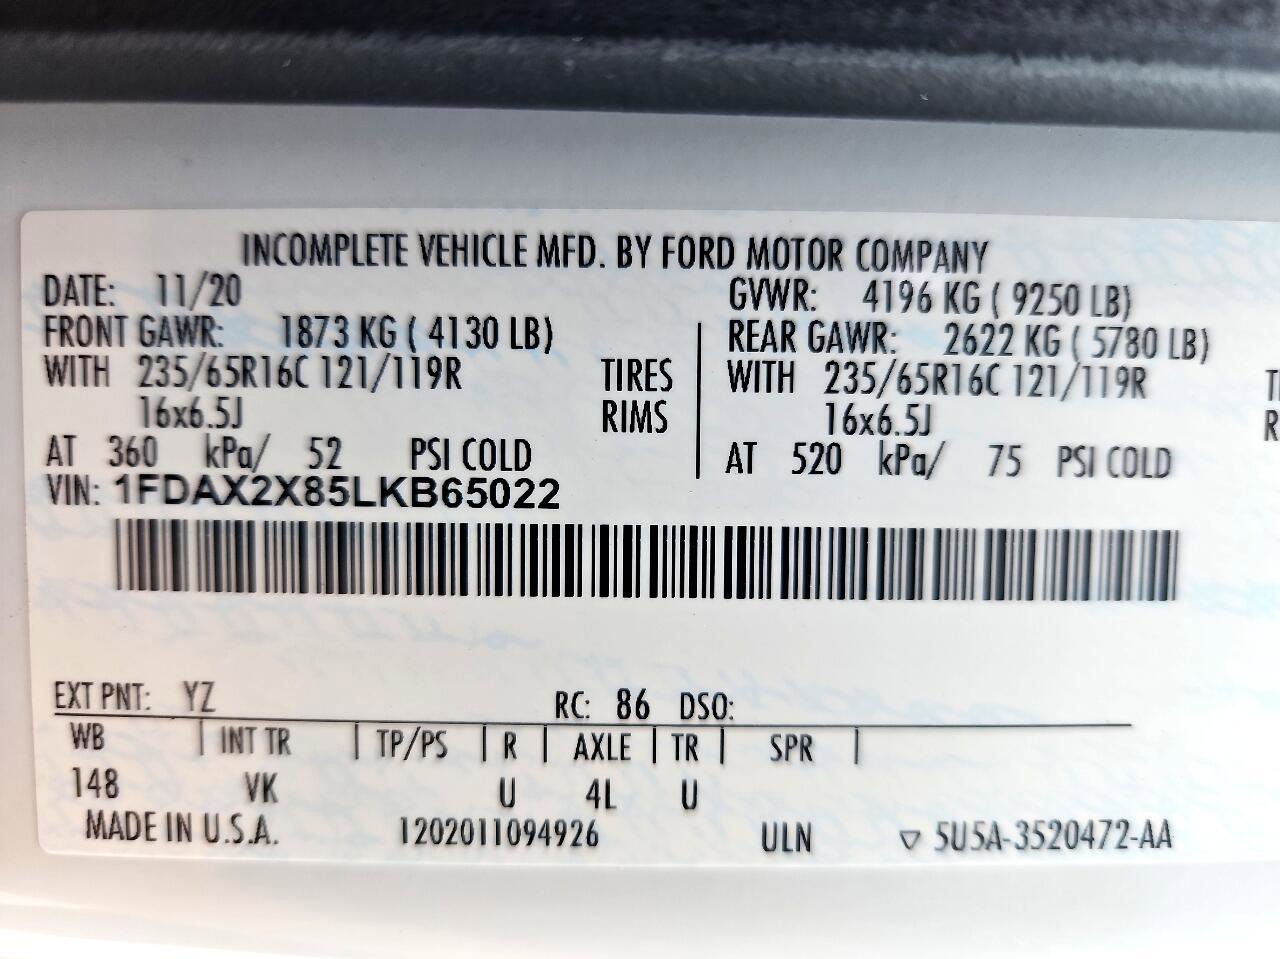 INCOMPLETE VEHICLE MFD. BY FORD MOTOR COMPANY
DATE: 11/20 GVWR: 4196 KG ( 9250 LB)
FRONT GAWR: 1873 KG ( 4130 LB) REAR GAWR: 2622 KG ( 5780 LB)
WITH 235/65R16C 121/119R TIRES WITH 235/65R16C 121/119R
16x6.5J RIMS 16x6.5J
AT 360 kPa/ 52 PSI COLD AT 520 kPa/ 75 PSI COLD
VIN: 1FDAX2X85LKB65022
EXT PNT: YZ RC: 86 DSO:
WB | INT TR | TP/PS | R | AXLE | TR | SPR |
148 VK U 4L U
MADE IN U.S.A. 1202011094926 ULN ▽ 5U5A-3520472-AA